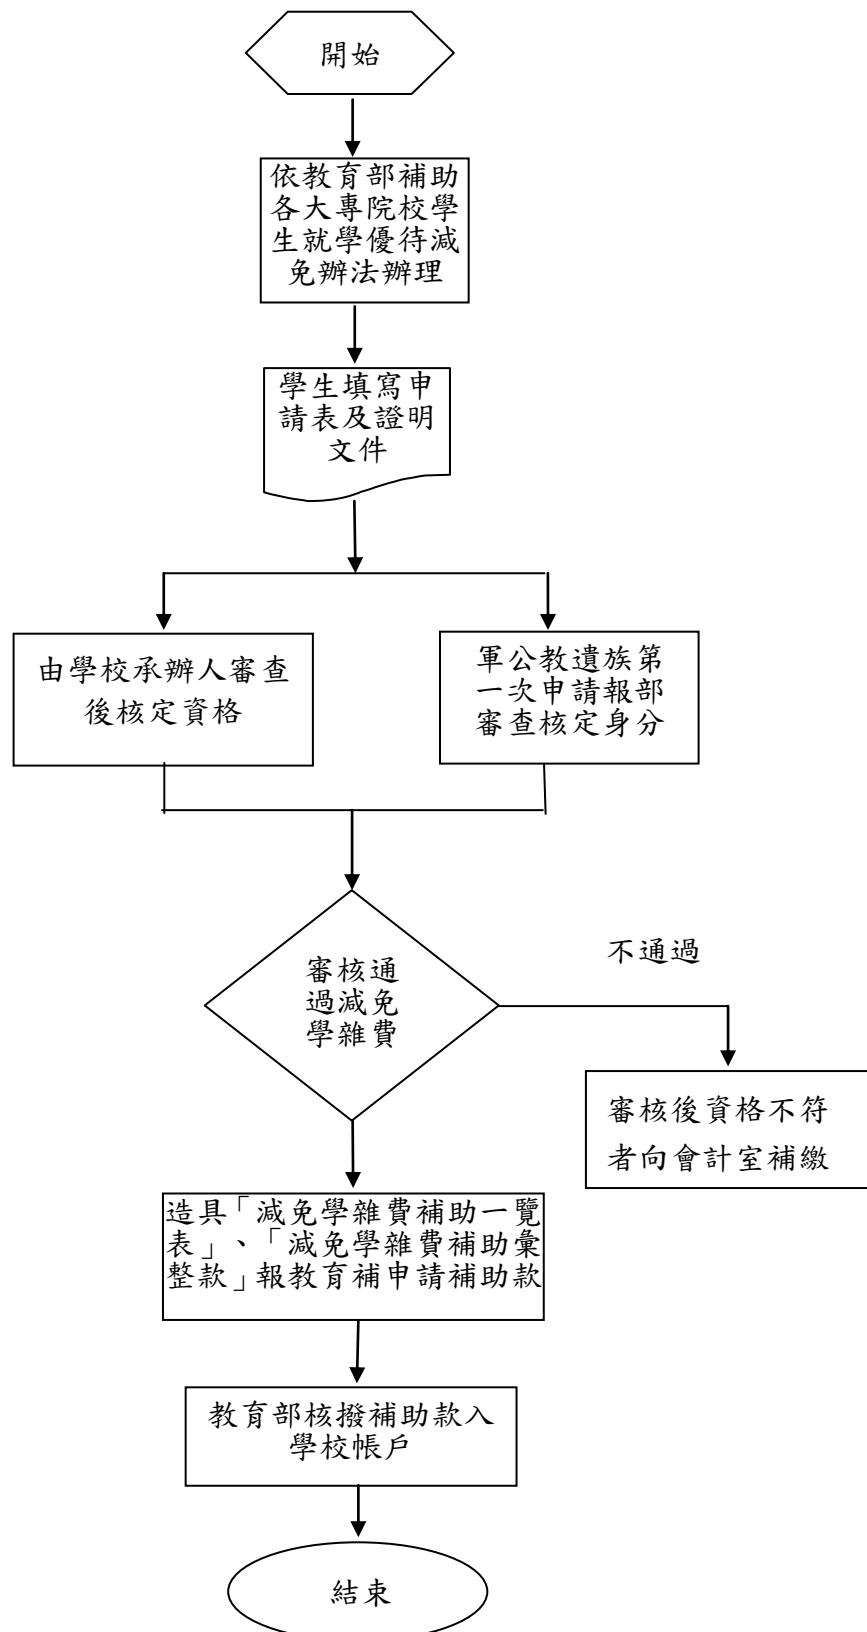 開始
依教育部補助
各大專院校學
生就學優待減
免辦法辦理
學生填寫申
請表及證明
文件
由學校承辦人審查
後核定資格
軍公教遺族第
一次申請報部
審查核定身分
審核通
過減免
學雜費
不通過
審核後資格不符
者向會計室補繳
造具「減免學雜費補助一覽
表」、「減免學雜費補助彙
整款」報教育補申請補助款
教育部核撥補助款入
學校帳戶
結束